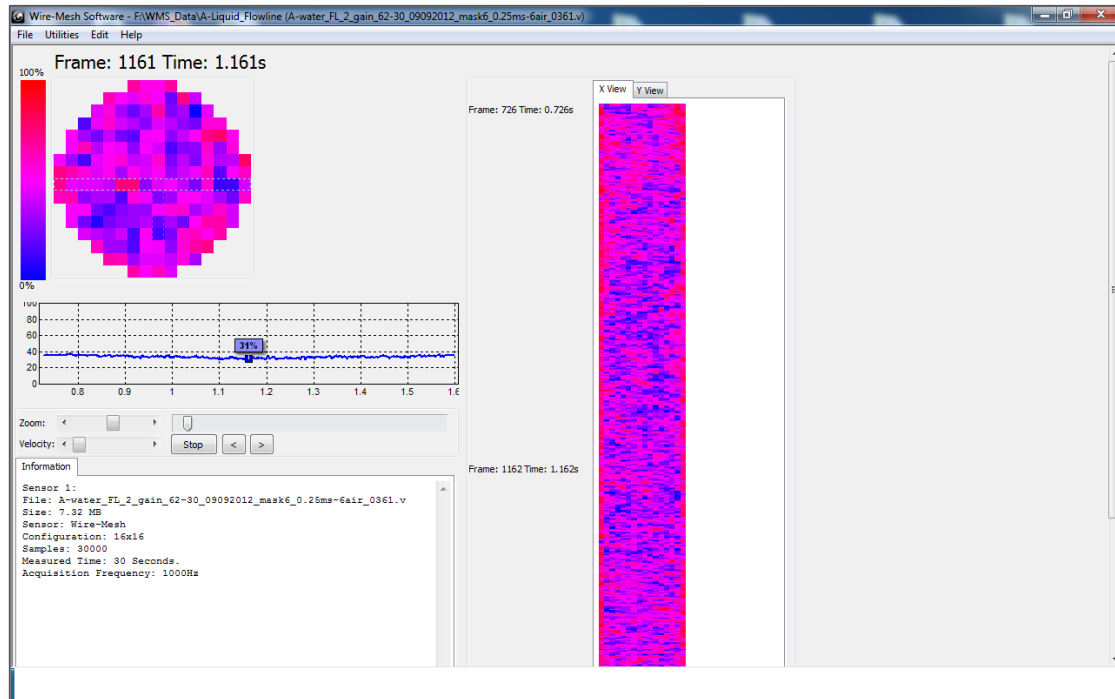 Wire-Mesh Software - F:\WMS_Data\A-Liquid_Flowline (A-water_FL_2_gain_62-30_09092012_mask6_0.25ms-6air_0361.v)
File Utilities Edit Help
Frame: 1161 Time: 1.161s
100%
0%
X View Y View
Frame: 726 Time: 0.726s
Frame: 1162 Time: 1.162s
100
80
60
40
20
0
31%
0.8 0.9 1 1.1 1.2 1.3 1.4 1.5 1.6
Zoom:
Velocity:
Stop < >
Information
Sensor 1:
File: A-water_FL_2_gain_62-30_09092012_mask6_0.25ms-6air_0361.v
Size: 7.32 MB
Sensor: Wire-Mesh
Configuration: 16x16
Samples: 30000
Measured Time: 30 Seconds.
Acquisition Frequency: 1000Hz